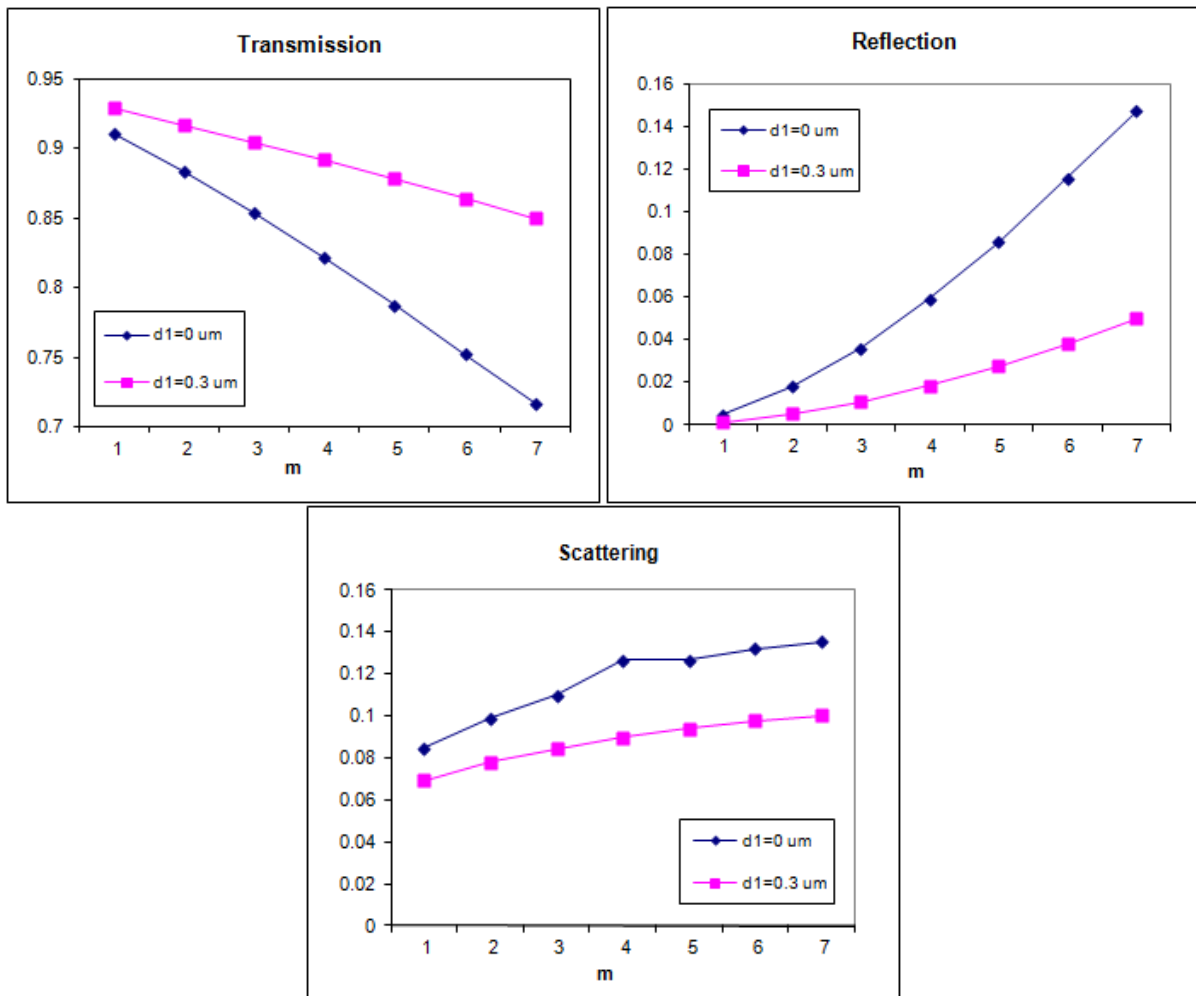 Transmission
0.95
0.9
0.85
0.8
0.75
0.7
d1=0 um
d1=0.3 um
1 2 3 4 5 6 7
m
Reflection
0.16
0.14
0.12
0.1
0.08
0.06
0.04
0.02
0
d1=0 um
d1=0.3 um
1 2 3 4 5 6 7
m
Scattering
0.16
0.14
0.12
0.1
0.08
0.06
0.04
0.02
0
d1=0 um
d1=0.3 um
1 2 3 4 5 6 7
m